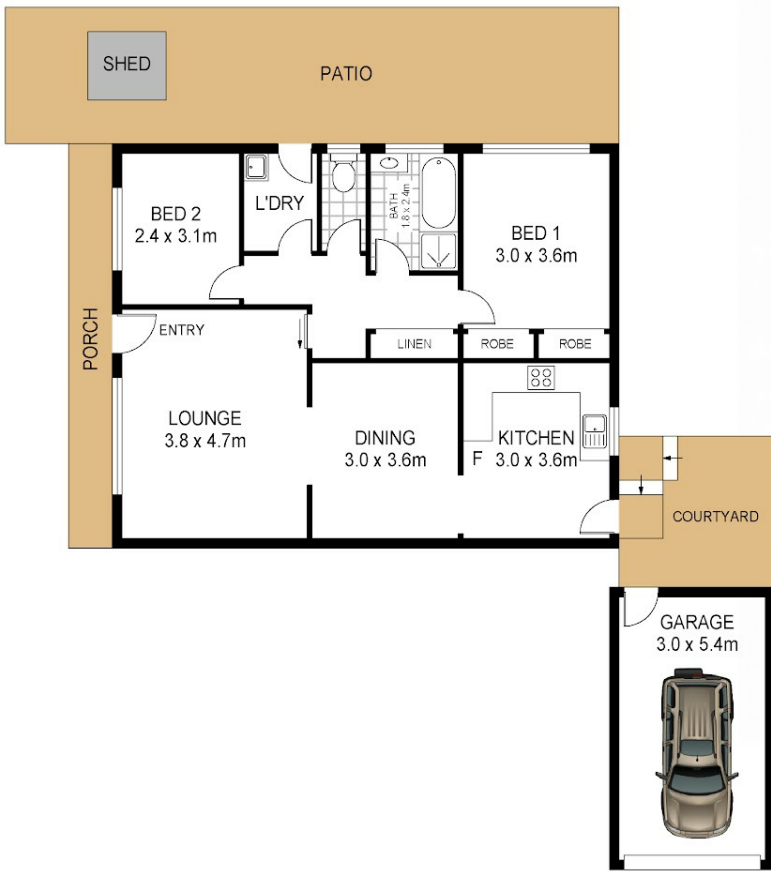 SHED
PATIO
BED 2
2.4 x 3.1m
L'DRY
BATH
1.8 x 2.4m
BED 1
3.0 x 3.6m
PORCH
ENTRY
LINEN
ROBE
ROBE
LOUNGE
3.8 x 4.7m
DINING
3.0 x 3.6m
F
KITCHEN
3.0 x 3.6m
COURTYARD
GARAGE
3.0 x 5.4m